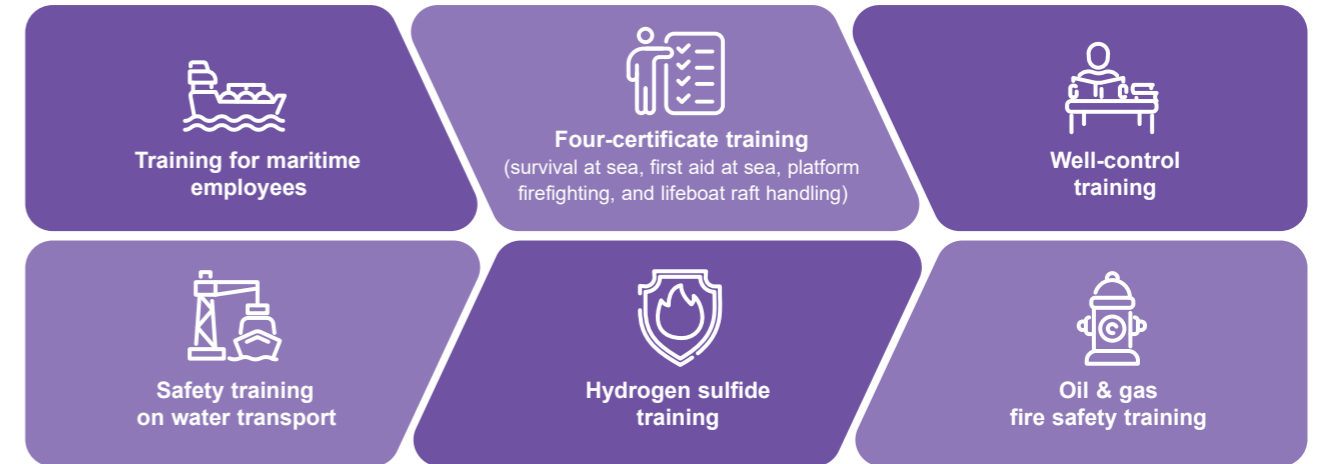 Training for maritime
employees
Four-certificate training
(survival at sea, first aid at sea, platform
firefighting, and lifeboat raft handling)
Well-control
training
Safety training
on water transport
Hydrogen sulfide
training
Oil & gas
fire safety training